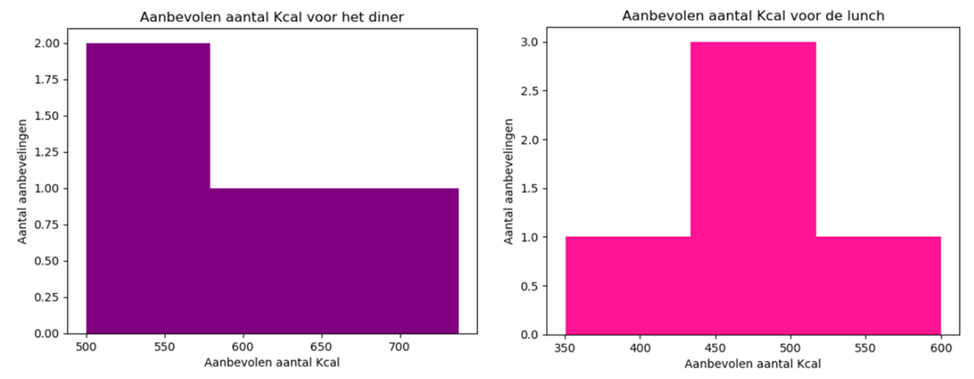 Aanbevolen aantal Kcal voor het diner
2.00
1.75
1.50
1.25
1.00
0.75
0.50
0.25
0.00
Aantal aanbevelingen
500 550 600 650 700
Aanbevolen aantal Kcal
Aanbevolen aantal Kcal voor de lunch
3.0
2.5
2.0
1.5
1.0
0.5
0.0
Aantal aanbevelingen
350 400 450 500 550 600
Aanbevolen aantal Kcal